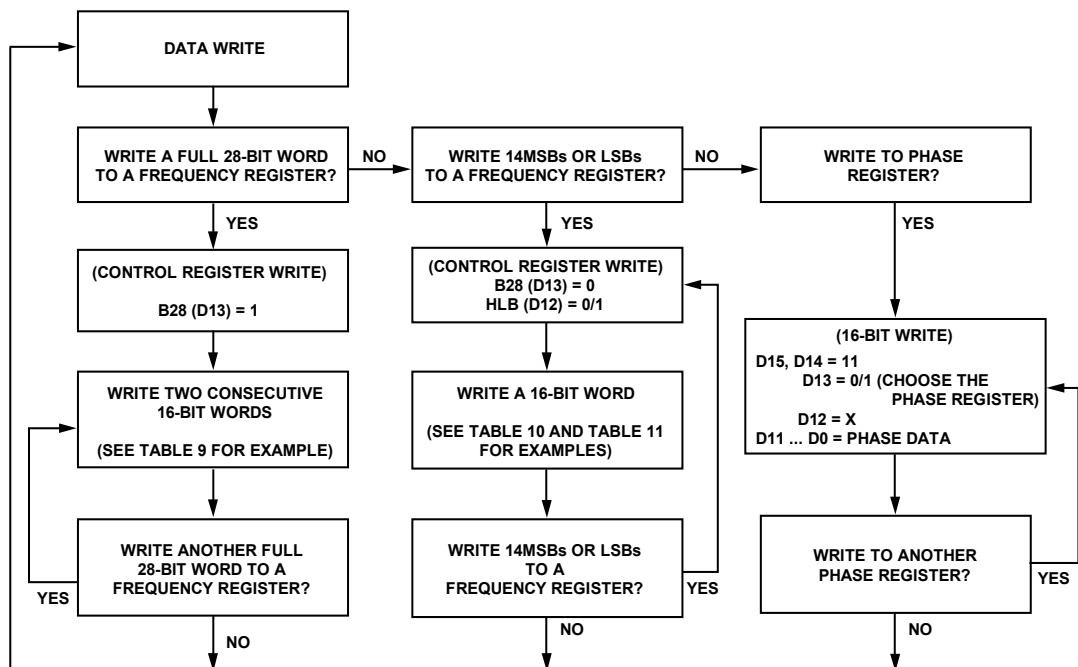 DATA WRITE
WRITE A FULL 28-BIT WORD
TO A FREQUENCY REGISTER?
NO
WRITE 14MSBs OR LSBs
TO A FREQUENCY REGISTER?
NO
WRITE TO PHASE
REGISTER?
YES
YES
YES
(CONTROL REGISTER WRITE)
B28 (D13) = 1
(CONTROL REGISTER WRITE)
B28 (D13) = 0
HLB (D12) = 0/1
(16-BIT WRITE)
D15, D14 = 11
D13 = 0/1 (CHOOSE THE
PHASE REGISTER)
D12 = X
D11 ... D0 = PHASE DATA
WRITE TWO CONSECUTIVE
16-BIT WORDS
(SEE TABLE 9 FOR EXAMPLE)
WRITE A 16-BIT WORD
(SEE TABLE 10 AND TABLE 11
FOR EXAMPLES)
WRITE ANOTHER FULL
28-BIT WORD TO A
FREQUENCY REGISTER?
YES
WRITE 14MSBs OR LSBs
TO A
FREQUENCY REGISTER?
YES
WRITE TO ANOTHER
PHASE REGISTER?
YES
NO
NO
NO